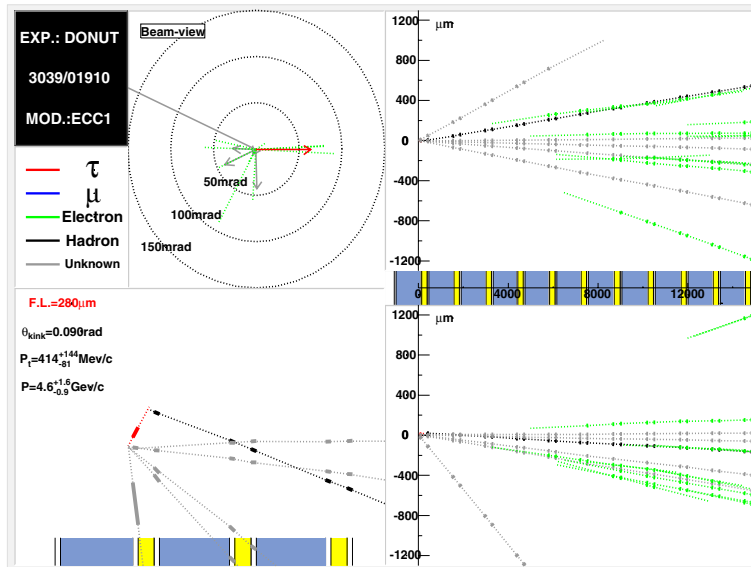 EXP.: DONUT
3039/01910
MOD.:ECC1
Beam-view
50mrad
100mrad
150mrad
τ
μ
Electron
Hadron
Unknown
μm
1200
800
400
0
-400
-800
-1200
0 4000 8000 12000
F.L.=280μm
θkink=0.090rad
Pt=414+144-81Mev/c
P=4.6+1.6-0.9Gev/c
μm
1200
800
400
0
-400
-800
-1200